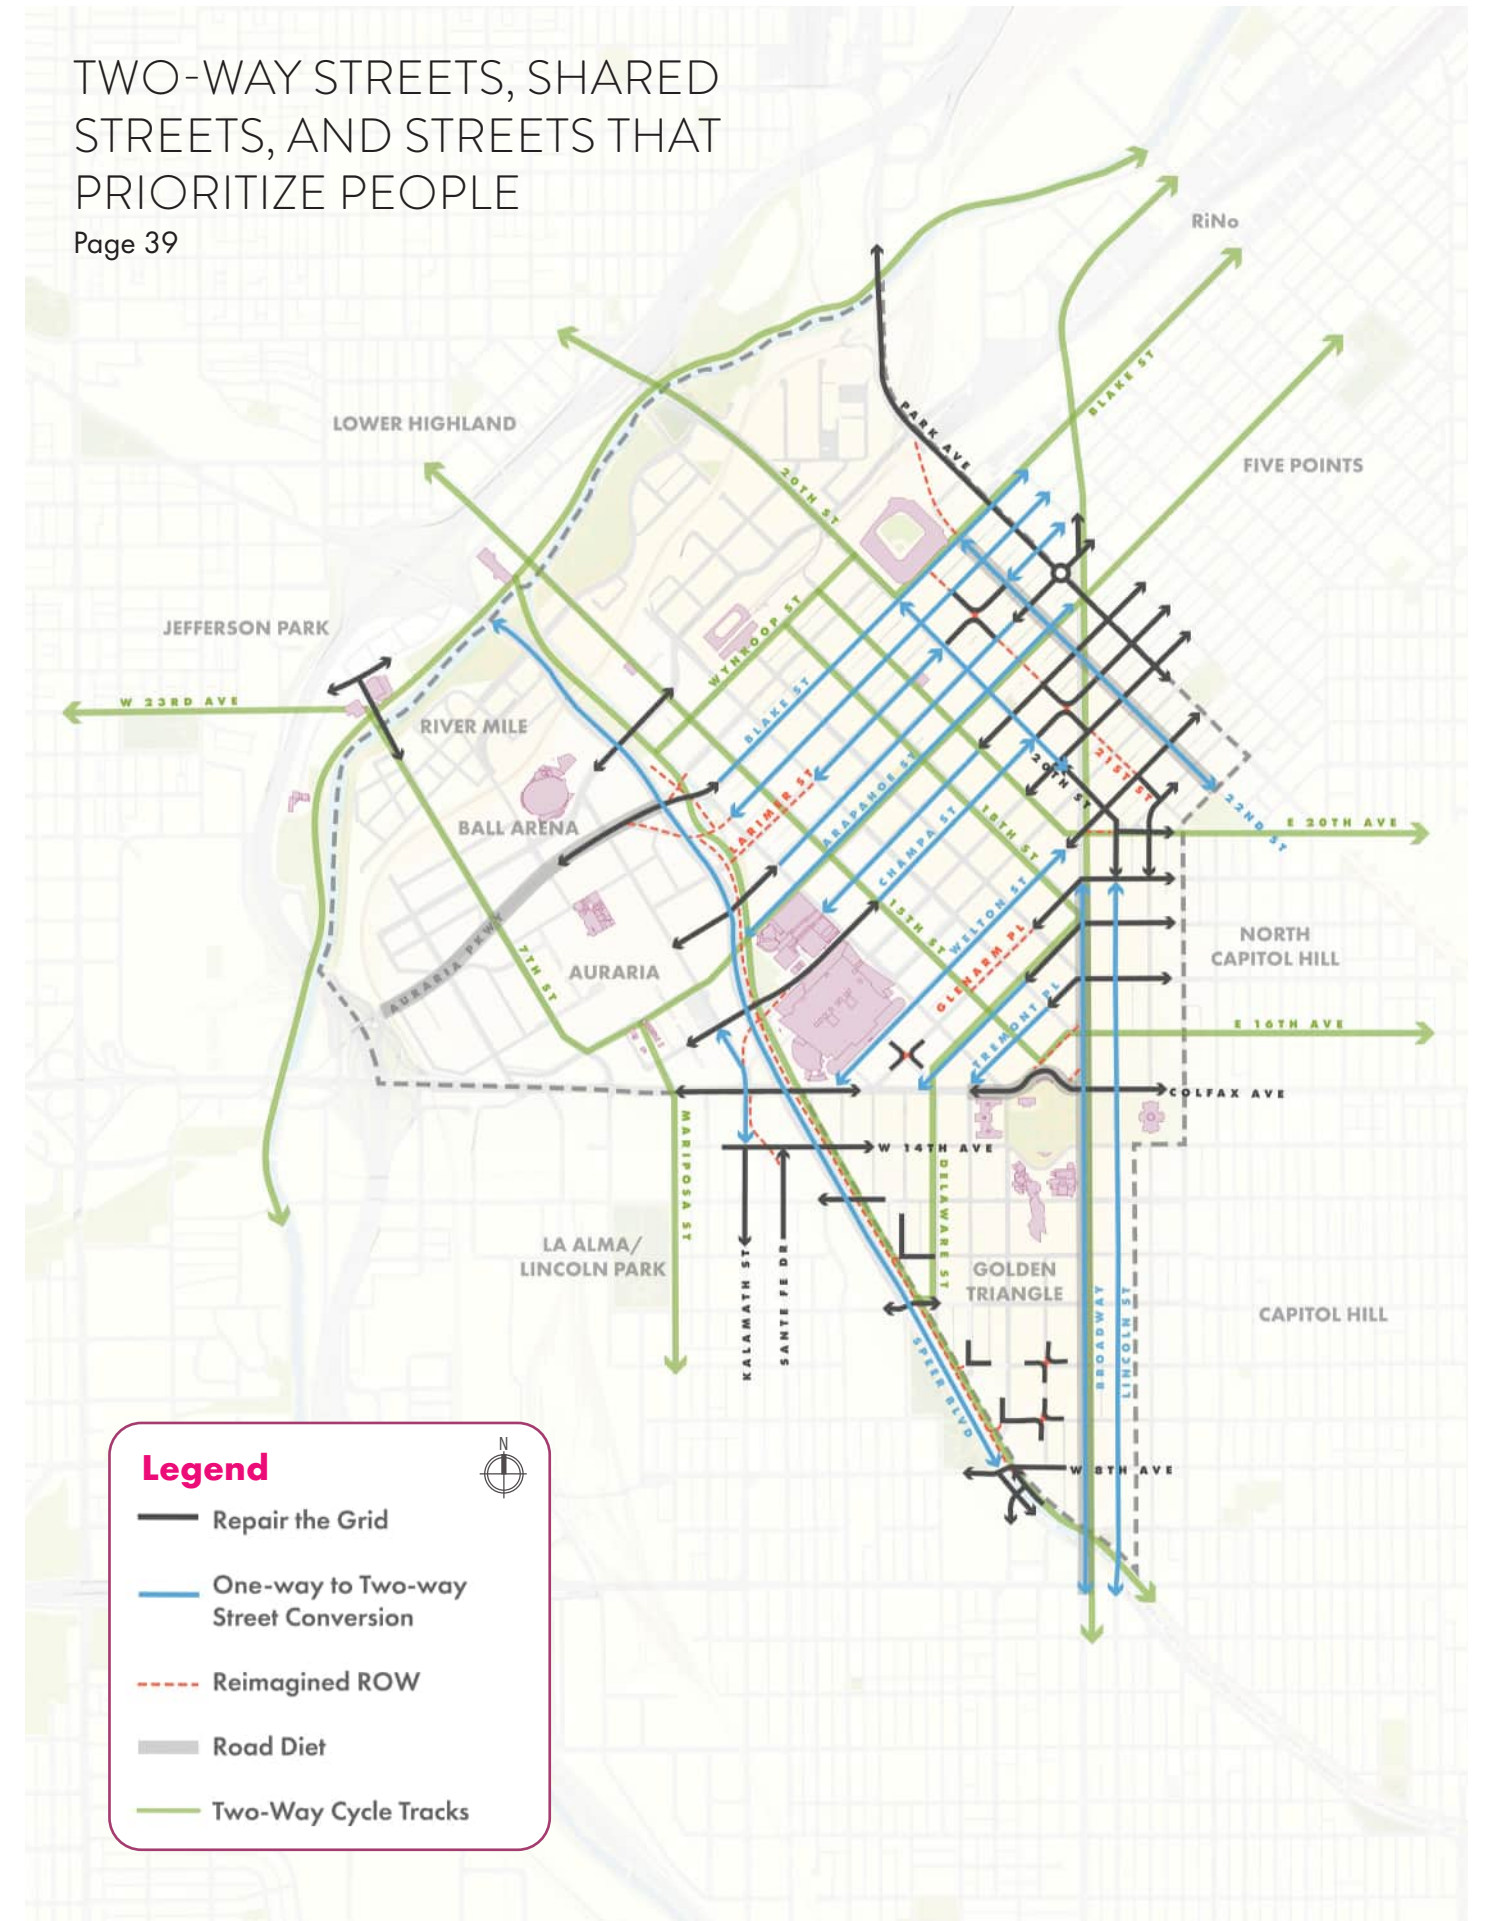 TWO-WAY STREETS, SHARED
STREETS, AND STREETS THAT
PRIORITIZE PEOPLE
Page 39
RiNo
BLAKE ST
PARK AVE
LOWER HIGHLAND
FIVE POINTS
20TH ST
JEFFERSON PARK
WYNKOOP ST
W 23RD AVE
RIVER MILE
BLAKE ST
21ST ST
20TH ST
22ND ST
LARIMER ST
ARAPAHOE ST
BALL ARENA
CHAMPA ST
18TH ST
E 20TH AVE
AURARIA PKWY
7TH ST
AURARIA
15TH ST
WELTON ST
GLENARM PL
NORTH
CAPITOL HILL
TREMONT PL
E 16TH AVE
COLFAX AVE
MARIPOSA ST
W 14TH AVE
DELAWARE ST
LA ALMA/
LINCOLN PARK
KALAMATH ST
SANTE FE DR
GOLDEN
TRIANGLE
BROADWAY
LINCOLN ST
CAPITOL HILL
SPEER BLVD
W 8TH AVE
Legend
N
Repair the Grid
One-way to Two-way
Street Conversion
Reimagined ROW
Road Diet
Two-Way Cycle Tracks